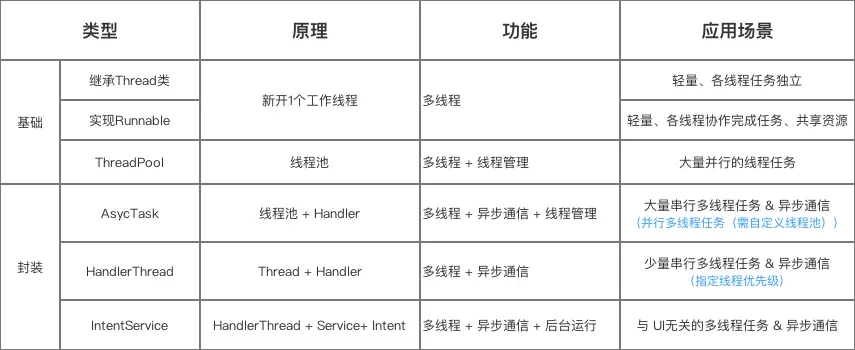 类型 原理 功能 应用场景
基础
继承Thread类 新开1个工作线程 多线程 轻量、各线程任务独立
实现Runnable 轻量、各线程协作完成任务、共享资源
ThreadPool 线程池 多线程 + 线程管理 大量并行的线程任务
封装
AsycTask 线程池 + Handler 多线程 + 异步通信 + 线程管理 大量串行多线程任务 & 异步通信
（并行多线程任务（需自定义线程池））
HandlerThread Thread + Handler 多线程 + 异步通信 少量串行多线程任务 & 异步通信
（指定线程优先级）
IntentService HandlerThread + Service+ Intent 多线程 + 异步通信 + 后台运行 与 UI无关的多线程任务 & 异步通信